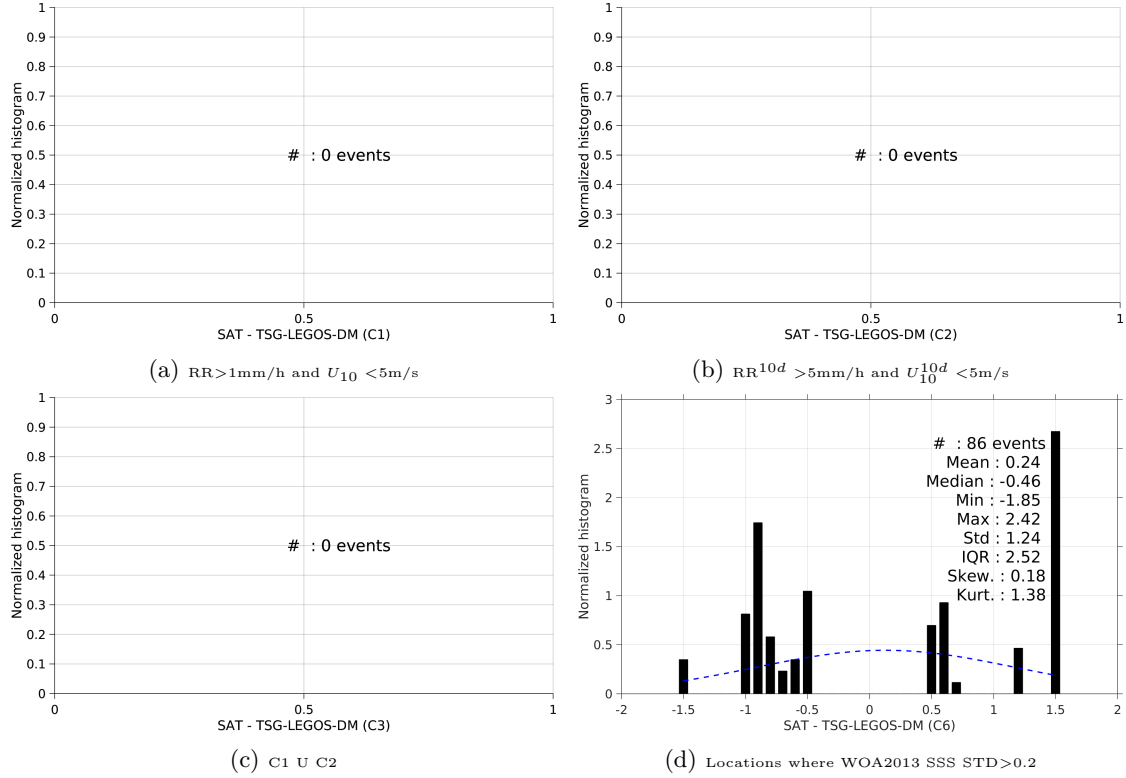 1
0.9
0.8
0.7
0.6
0.5
0.4
0.3
0.2
0.1
0
Normalized histogram
# : 0 events
0 0.5 1
SAT - TSG-LEGOS-DM (C1)
(a) RR>1mm/h and U10 <5m/s
1
0.9
0.8
0.7
0.6
0.5
0.4
0.3
0.2
0.1
0
Normalized histogram
# : 0 events
0 0.5 1
SAT - TSG-LEGOS-DM (C2)
(b) RR^10d >5mm/h and U10^10d <5m/s
1
0.9
0.8
0.7
0.6
0.5
0.4
0.3
0.2
0.1
0
Normalized histogram
# : 0 events
0 0.5 1
SAT - TSG-LEGOS-DM (C3)
(c) C1 U C2
3
2.5
2
1.5
1
0.5
0
Normalized histogram
# : 86 events
Mean : 0.24
Median : -0.46
Min : -1.85
Max : 2.42
Std : 1.24
IQR : 2.52
Skew. : 0.18
Kurt. : 1.38
-2 -1.5 -1 -0.5 0 0.5 1 1.5 2
SAT - TSG-LEGOS-DM (C6)
(d) Locations where WOA2013 SSS STD>0.2